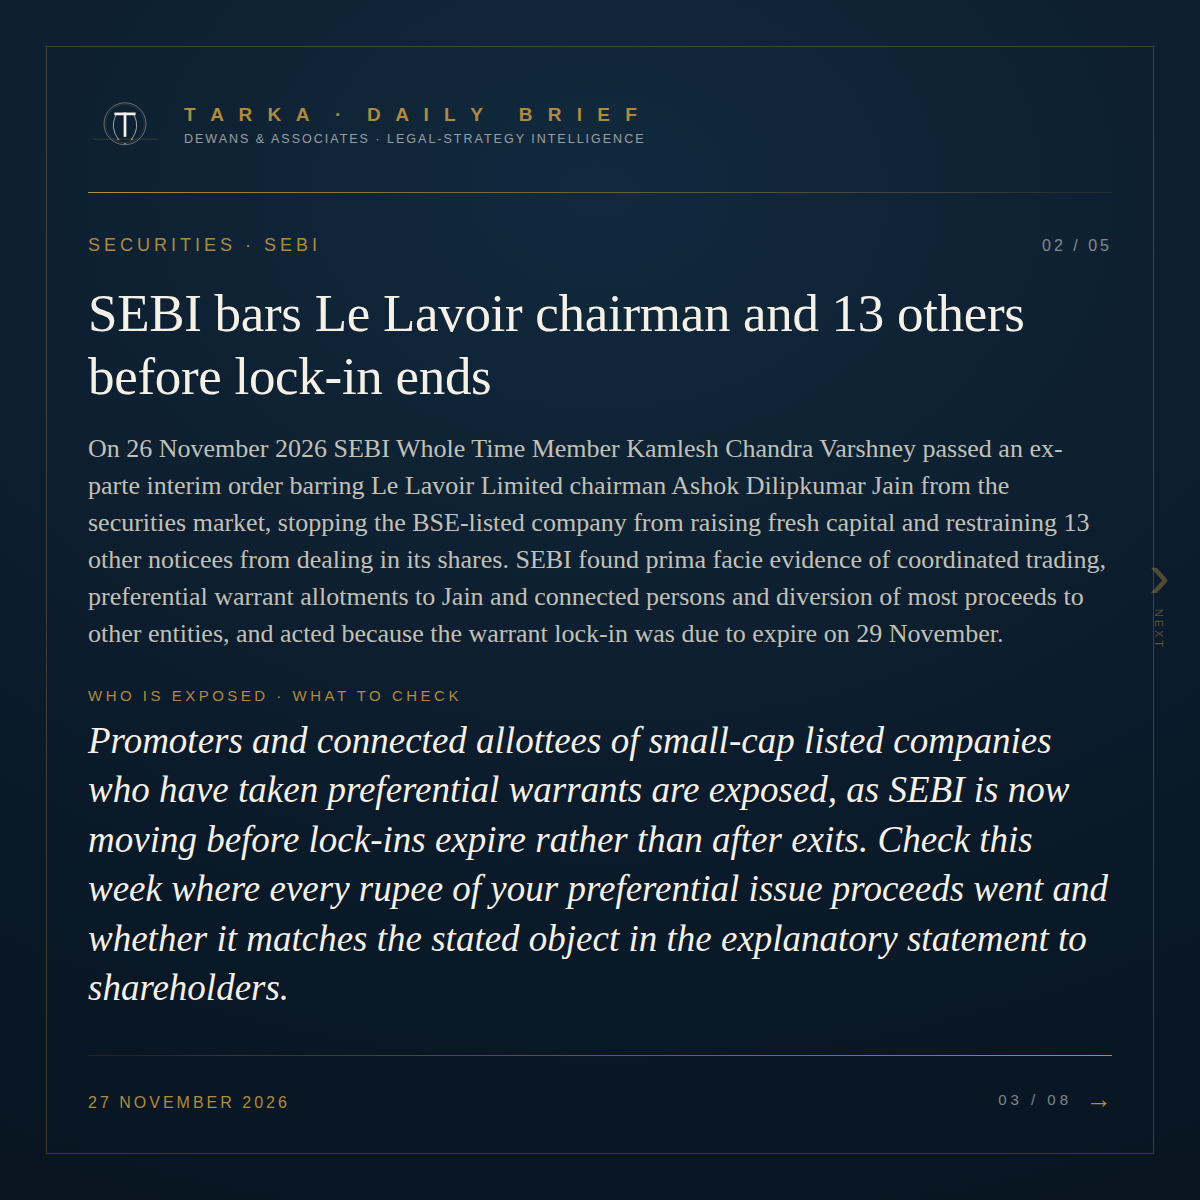 T
TARKA · DAILY BRIEF
DEWANS & ASSOCIATES · LEGAL-STRATEGY INTELLIGENCE
SECURITIES · SEBI
02 / 05
SEBI bars Le Lavoir chairman and 13 others
before lock-in ends
On 26 November 2026 SEBI Whole Time Member Kamlesh Chandra Varshney passed an ex-
parte interim order barring Le Lavoir Limited chairman Ashok Dilipkumar Jain from the
securities market, stopping the BSE-listed company from raising fresh capital and restraining 13
other noticees from dealing in its shares. SEBI found prima facie evidence of coordinated trading,
preferential warrant allotments to Jain and connected persons and diversion of most proceeds to
other entities, and acted because the warrant lock-in was due to expire on 29 November.
NEXT
WHO IS EXPOSED · WHAT TO CHECK
Promoters and connected allottees of small-cap listed companies
who have taken preferential warrants are exposed, as SEBI is now
moving before lock-ins expire rather than after exits. Check this
week where every rupee of your preferential issue proceeds went and
whether it matches the stated object in the explanatory statement to
shareholders.
27 NOVEMBER 2026
03 / 08 →